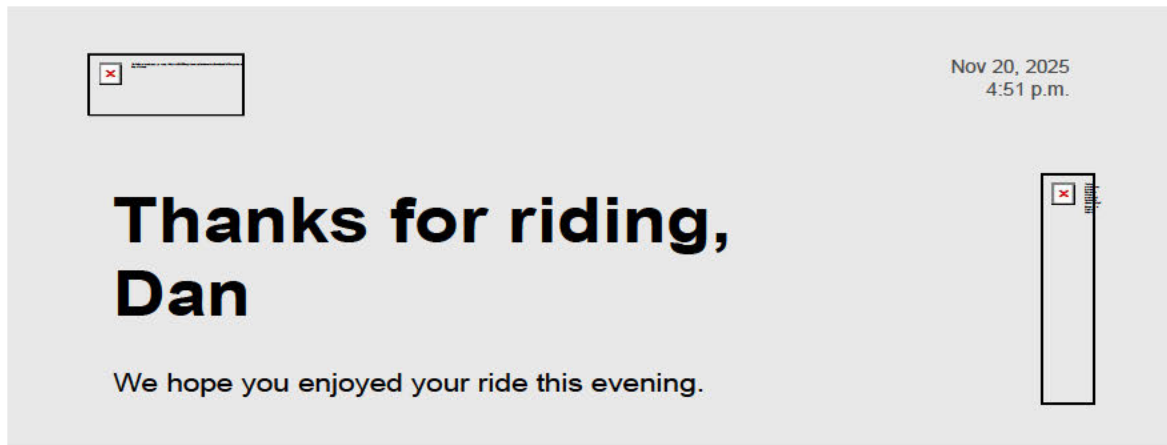 Nov 20, 2025
4:51 p.m.
Thanks for riding,
Dan
We hope you enjoyed your ride this evening.